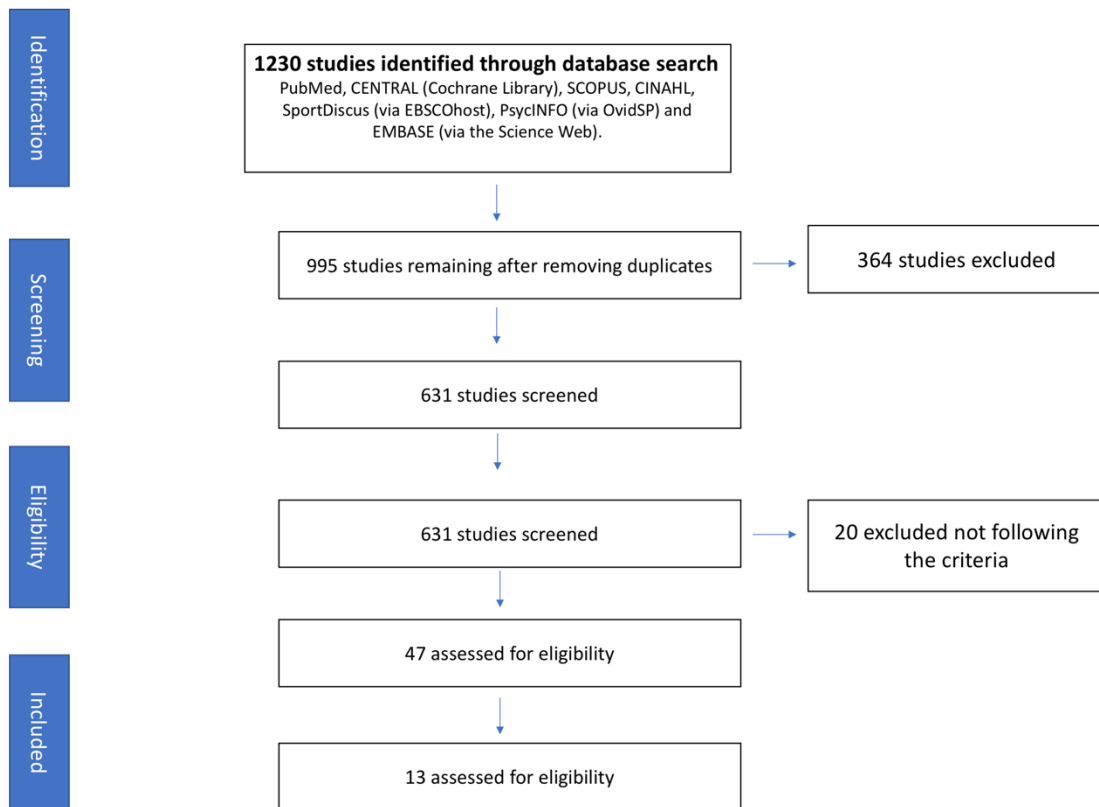 Identification
1230 studies identified through database search
PubMed, CENTRAL (Cochrane Library), SCOPUS, CINAHL,
SportDiscus (via EBSCOhost), PsycINFO (via OvidSP) and
EMBASE (via the Science Web).
Screening
995 studies remaining after removing duplicates
364 studies excluded
631 studies screened
Eligibility
631 studies screened
20 excluded not following
the criteria
47 assessed for eligibility
Included
13 assessed for eligibility